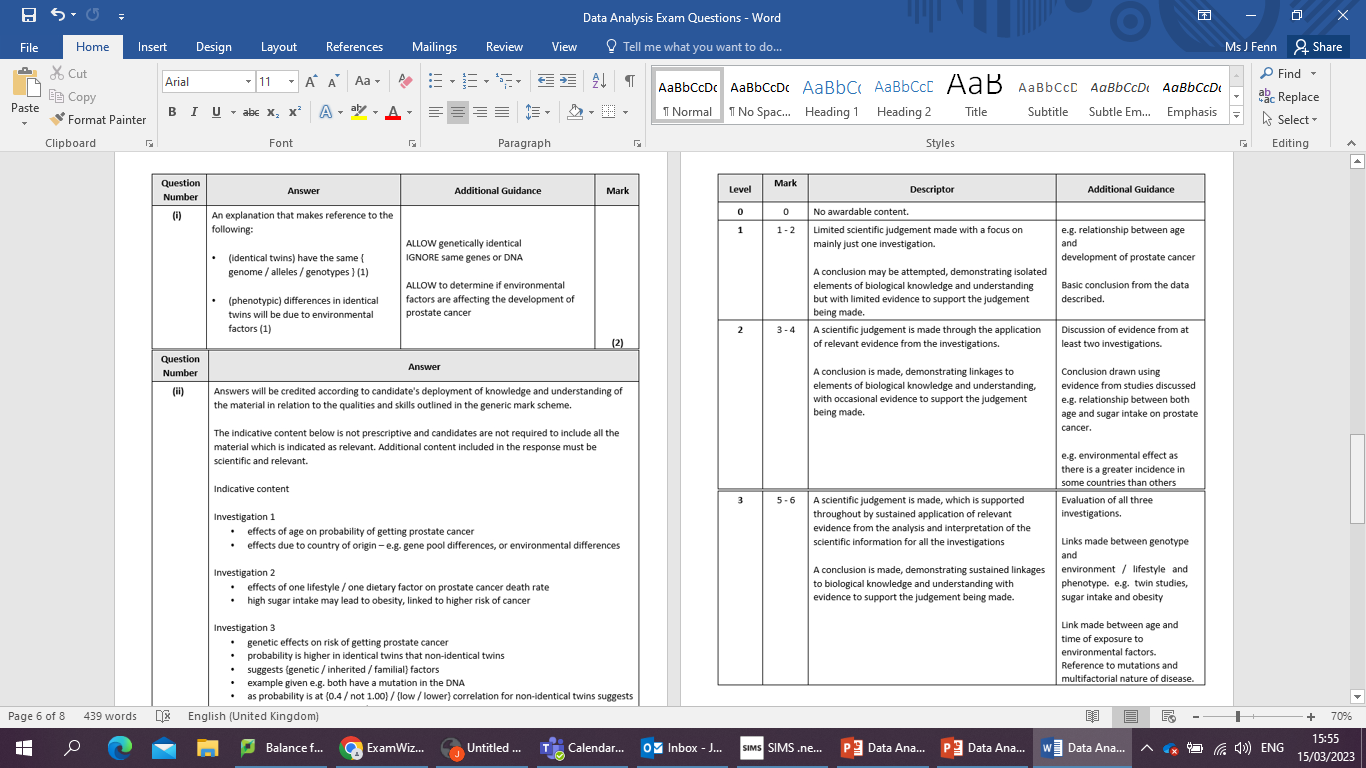 Data Analysis Exam Questions - Word
File Home Insert Design Layout References Mailings Review View Tell me what you want to do... Ms J Fenn Share
Paste
Cut
Copy
Format Painter
Clipboard
Arial 11
Font
Paragraph
AaBbCcDc AaBbCcDc AaBbCc AaBbCcD AaB AaBbCcD AaBbCcDc AaBbCcDc
¶ Normal ¶ No Spac... Heading 1 Heading 2 Title Subtitle Subtle Em... Emphasis
Styles
Find
Replace
Select
Editing
Question Number Answer Additional Guidance Mark
(i) An explanation that makes reference to the
following:
• (identical twins) have the same {
genome / alleles / genotypes } (1)
• (phenotypic) differences in identical
twins will be due to environmental
factors (1)
ALLOW genetically identical
IGNORE same genes or DNA
ALLOW to determine if environmental
factors are affecting the development of
prostate cancer
(2)
Question Number Answer
(ii) Answers will be credited according to candidate's deployment of knowledge and understanding of
the material in relation to the qualities and skills outlined in the generic mark scheme.
The indicative content below is not prescriptive and candidates are not required to include all the
material which is indicated as relevant. Additional content included in the response must be
scientific and relevant.
Indicative content
Investigation 1
• effects of age on probability of getting prostate cancer
• effects due to country of origin – e.g. gene pool differences, or environmental differences
Investigation 2
• effects of one lifestyle / one dietary factor on prostate cancer death rate
• high sugar intake may lead to obesity, linked to higher risk of cancer
Investigation 3
• genetic effects on risk of getting prostate cancer
• probability is higher in identical twins that non-identical twins
• suggests {genetic / inherited / familial} factors
• example given e.g. both have a mutation in the DNA
• as probability is at {0.4 / not 1.00} / {low / lower} correlation for non-identical twins suggests
Level Mark Descriptor Additional Guidance
0 0 No awardable content.
1 1 - 2 Limited scientific judgement made with a focus on
mainly just one investigation.
A conclusion may be attempted, demonstrating isolated
elements of biological knowledge and understanding
but with limited evidence to support the judgement
being made.
e.g. relationship between age
and
development of prostate cancer
Basic conclusion from the data
described.
2 3 - 4 A scientific judgement is made through the application
of relevant evidence from the investigations.
A conclusion is made, demonstrating linkages to
elements of biological knowledge and understanding,
with occasional evidence to support the judgement
being made.
Discussion of evidence from at
least two investigations.
Conclusion drawn using
evidence from studies discussed
e.g. relationship between both
age and sugar intake on prostate
cancer.
e.g. environmental effect as
there is a greater incidence in
some countries than others
3 5 - 6 A scientific judgement is made, which is supported
throughout by sustained application of relevant
evidence from the analysis and interpretation of the
scientific information for all the investigations
A conclusion is made, demonstrating sustained linkages
to biological knowledge and understanding with
evidence to support the judgement being made.
Evaluation of all three
investigations.
Links made between genotype
and
environment / lifestyle and
phenotype. e.g. twin studies,
sugar intake and obesity
Link made between age and
time of exposure to
environmental factors.
Reference to mutations and
multifactorial nature of disease.
Page 6 of 8 439 words English (United Kingdom) 70%
Balance f... ExamWiz... Untitled ... Calendar... Inbox - J... SIMS SIMS .ne... Data Ana... Data Ana... Data Ana... ENG
15:55
15/03/2023